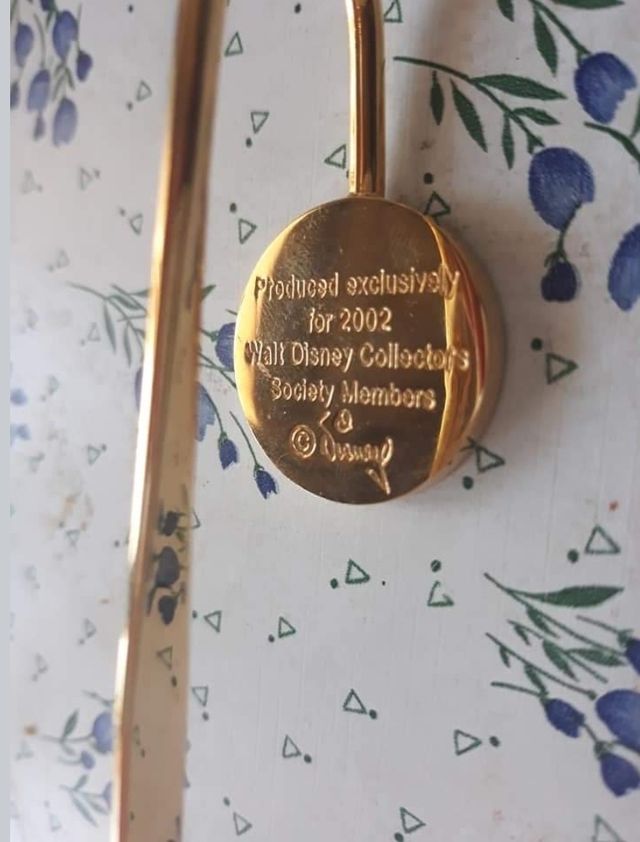 Produced exclusively
for 2002
Walt Disney Collector's
Society Members
© Disney